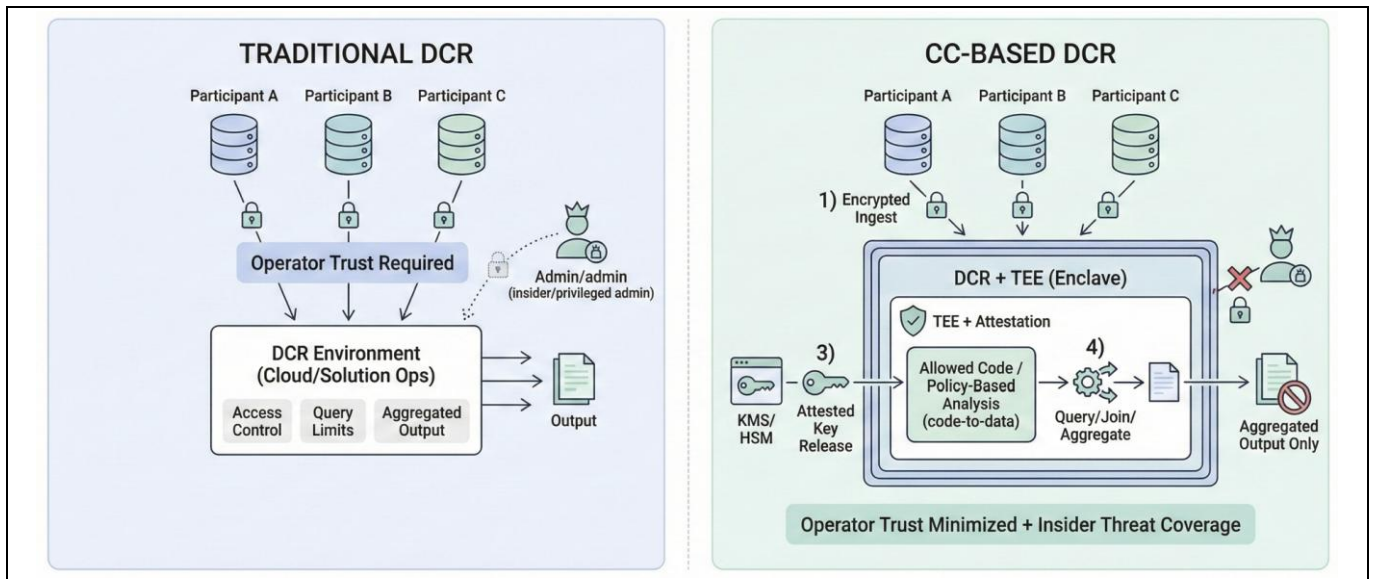 TRADITIONAL DCR
Participant A
Participant B
Participant C
Operator Trust Required
Admin/admin
(insider/privileged admin)
DCR Environment
(Cloud/Solution Ops)
Access
Control
Query
Limits
Aggregated
Output
Output
CC-BASED DCR
Participant A
Participant B
Participant C
1) Encrypted
Ingest
DCR + TEE (Enclave)
TEE + Attestation
3)
KMS/
HSM
Attested
Key
Release
Allowed Code /
Policy-Based
Analysis
(code-to-data)
4)
Query/Join/
Aggregate
Aggregated
Output Only
Operator Trust Minimized + Insider Threat Coverage